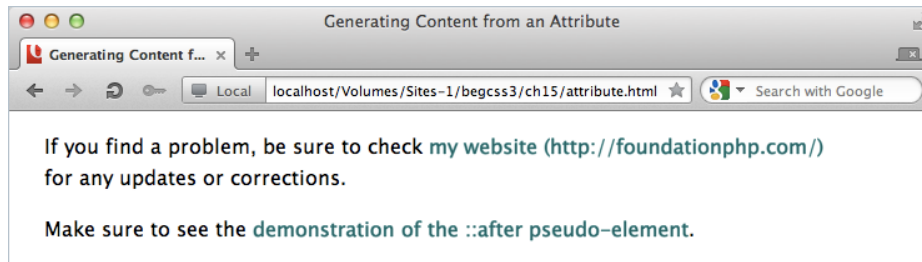 Generating Content from an Attribute
Generating Content f... ×
Local localhost/Volumes/Sites-1/begcss3/ch15/attribute.html Search with Google
If you find a problem, be sure to check my website (http://foundationphp.com/)
for any updates or corrections.
Make sure to see the demonstration of the ::after pseudo-element.